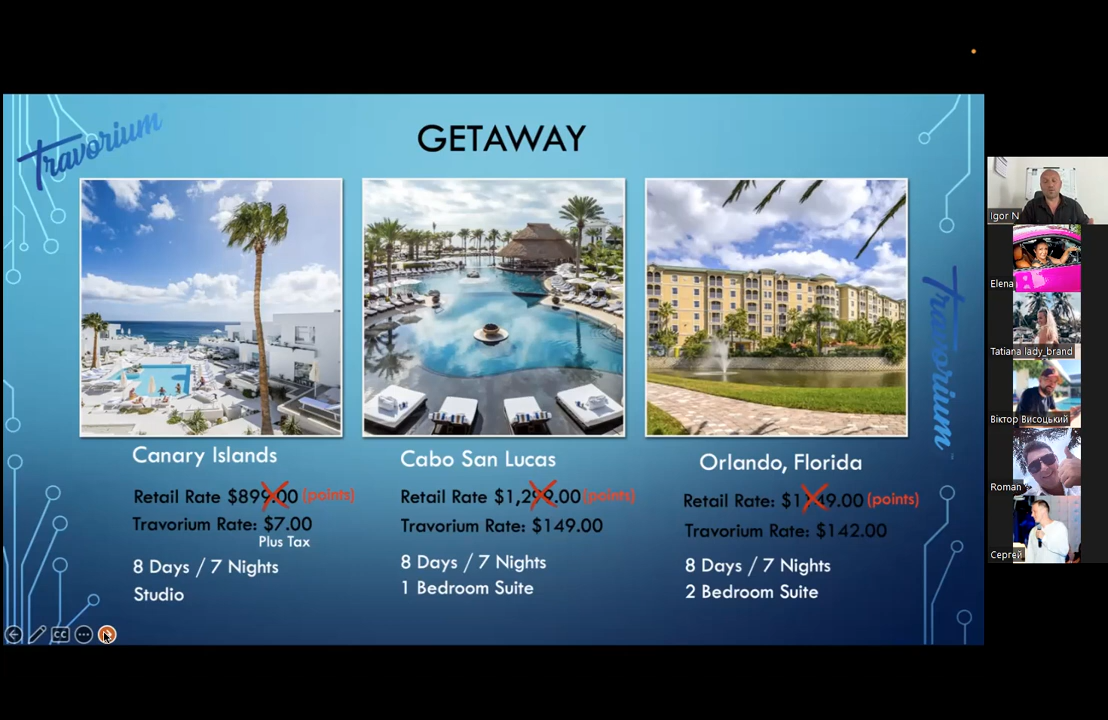 Travorium
GETAWAY
Travorium
Canary Islands
Retail Rate $899.00 (points)
Travorium Rate: $7.00
Plus Tax
8 Days / 7 Nights
Studio
Cabo San Lucas
Retail Rate $1,299.00 (points)
Travorium Rate: $149.00
8 Days / 7 Nights
1 Bedroom Suite
Orlando, Florida
Retail Rate: (points)
Travorium Rate: $142.00
8 Days / 7 Nights
2 Bedroom Suite
CC
Igor N
Elena
Tatiana lady_brand
Віктор Висоцький
Roman
Сергей